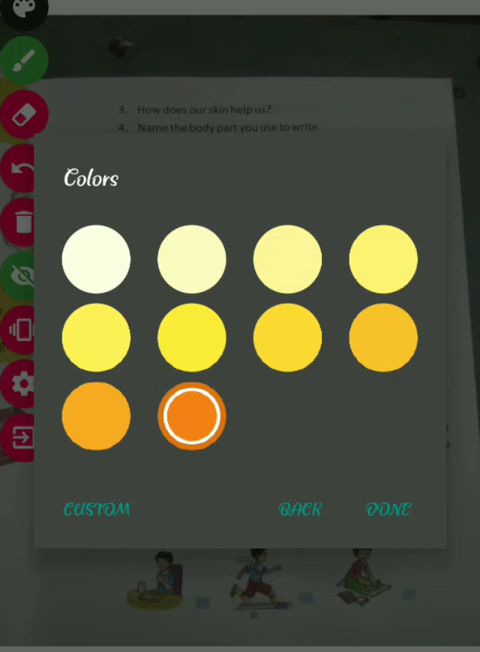 3. How does our skin help us?
4. Name the body part you use to write.
Colors
CUSTOM BACK DONE